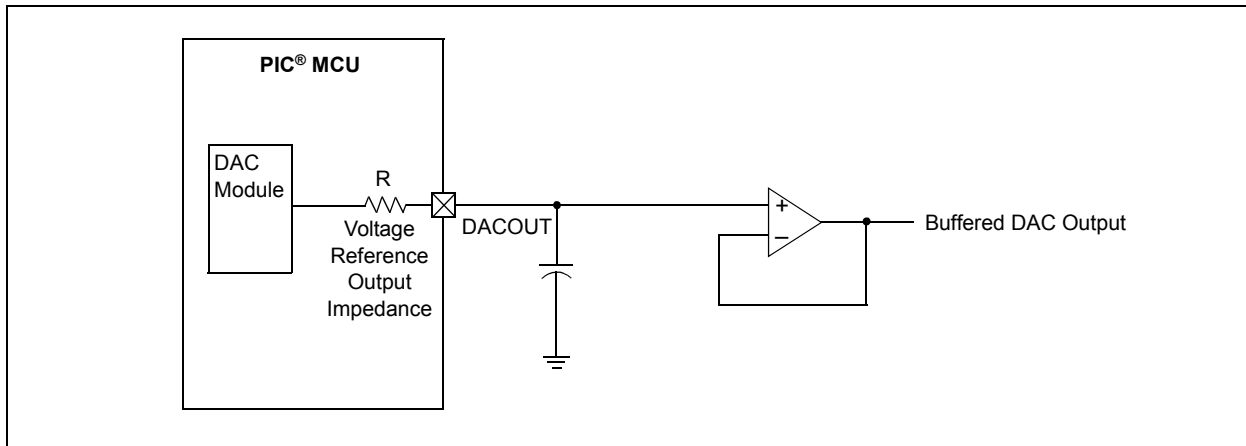 PIC® MCU
DAC
Module
R
Voltage
Reference
Output
Impedance
DACOUT
+
–
Buffered DAC Output